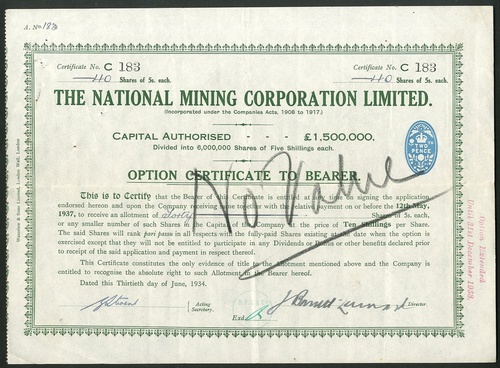 A. No 183
Certificate No. C 183
Certificate No. C 183
40 Shares of 5s. each.
40 Shares of 5s. each.
THE NATIONAL MINING CORPORATION LIMITED.
(Incorporated under the Companies Acts, 1908 to 1917.)
CAPITAL AUTHORISED - - - £1,500,000.
Divided into 6,000,000 Shares of Five Shillings each.
TWO PENCE
OPTION CERTIFICATE TO BEARER.
No Value
This is to Certify that the Bearer of this Certificate is entitled at any time on signing the application
endorsed hereon and upon the Company receiving same together with the relative payment on or before the 12th May,
1937, to receive an allotment of Forty Shares of 5s. each,
or any smaller number of such Shares in the Capital of the Company at the price of Ten Shillings per Share.
The said Shares will rank pari passu in all respects with the fully-paid Shares existing at the date when the option is
exercised except that they will not be entitled to participate in any Dividends or Bonus or other benefits declared prior
to receipt of the said application and payment in respect thereof.
This Certificate constitutes the only evidence of title to the Allotment mentioned above and the Company is entitled
to recognise the absolute right to such Allotment in the Bearer hereof.
Dated this Thirtieth day of June, 1934.
Acting Secretary.
Director.
Exd.
Option Extended
Until 31st December 1938.